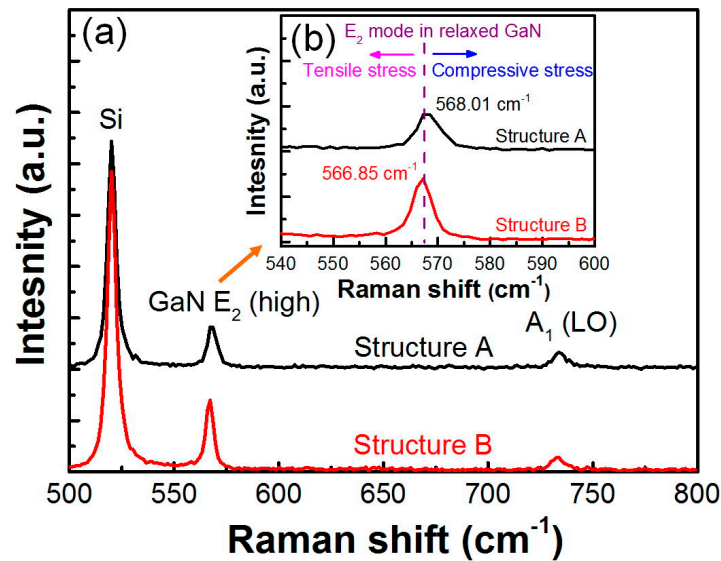 (a)
Si
GaN E₂ (high)
Structure A
A₁ (LO)
Structure B
Intesnity (a.u.)
500 550 600 650 700 750 800
Raman shift (cm⁻¹)
(b)
E₂ mode in relaxed GaN
Tensile stress Compressive stress
568.01 cm⁻¹
Structure A
566.85 cm⁻¹
Structure B
Intesnity (a.u.)
540 550 560 570 580 590 600
Raman shift (cm⁻¹)